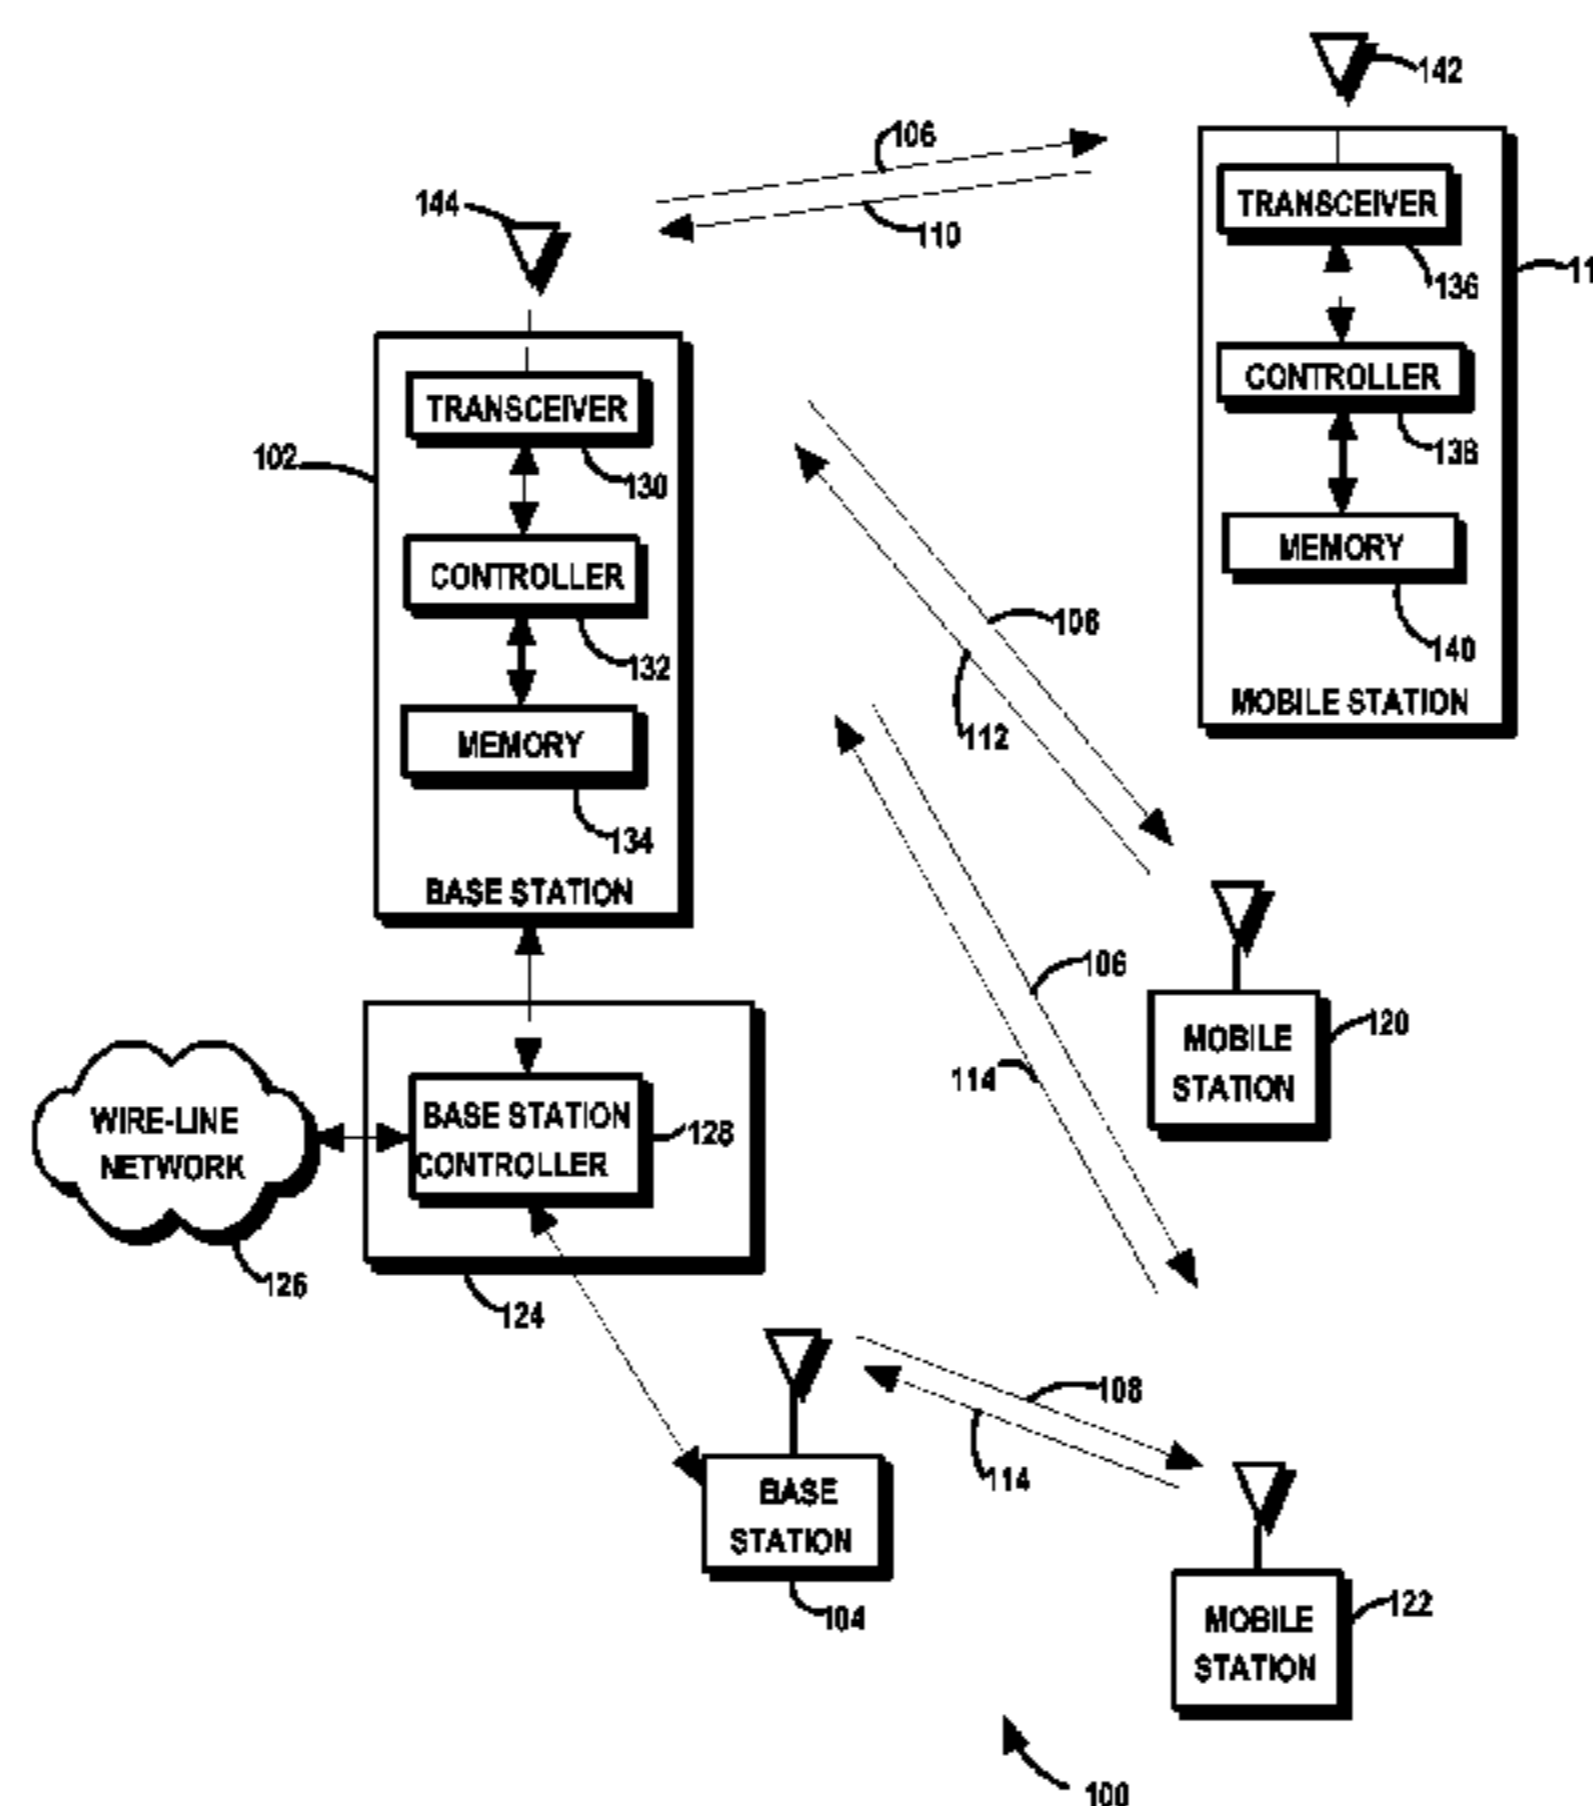 142
106
144
110
TRANSCEIVER
136
11
TRANSCEIVER
CONTROLLER
102
130
138
MEMORY
CONTROLLER
106
132
140
MOBILE STATION
112
MEMORY
134
BASE STATION
106
120
MOBILE
STATION
114
WIRE-LINE
NETWORK
BASE STATION
CONTROLLER
128
126
124
108
114
BASE
STATION
104
122
MOBILE
STATION
100